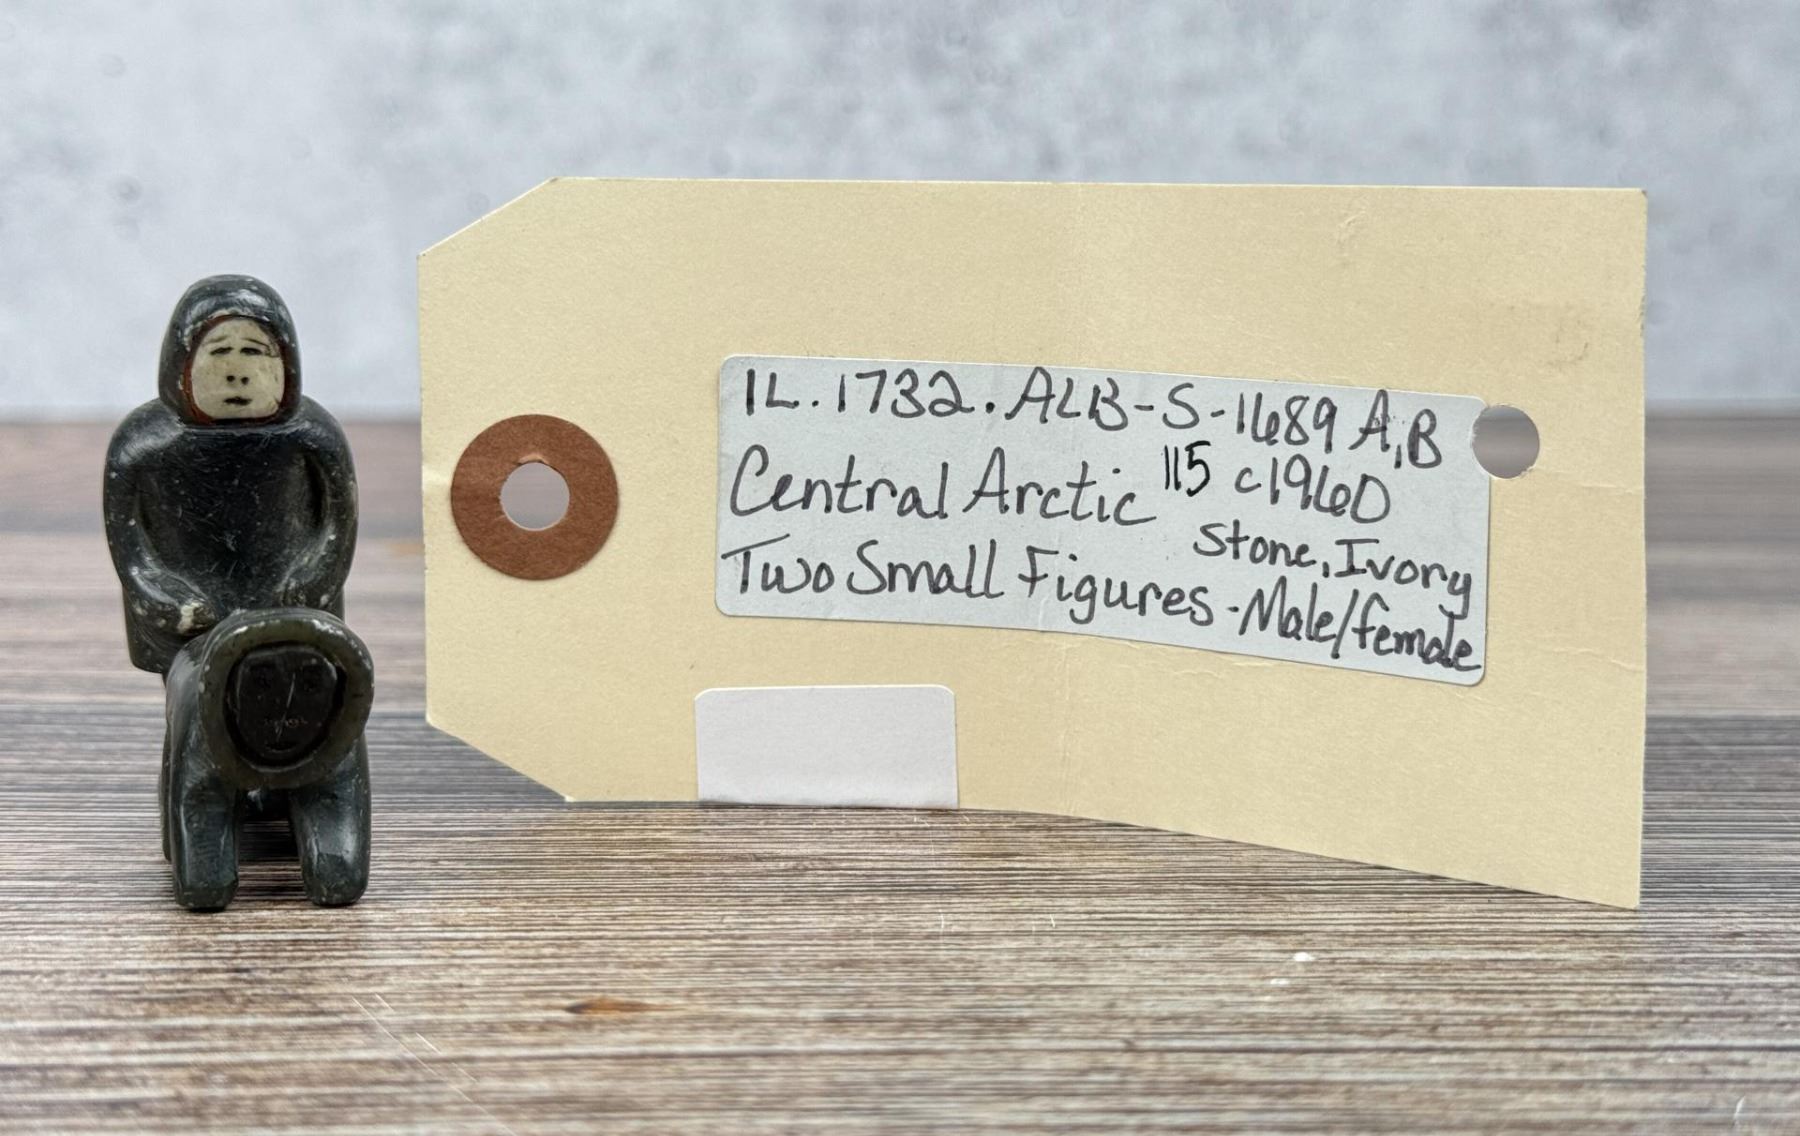 IL.1732.ALB-S-1689 A,B
Central Arctic 115 c1960
Stone, Ivory
Two Small Figures - Male/female